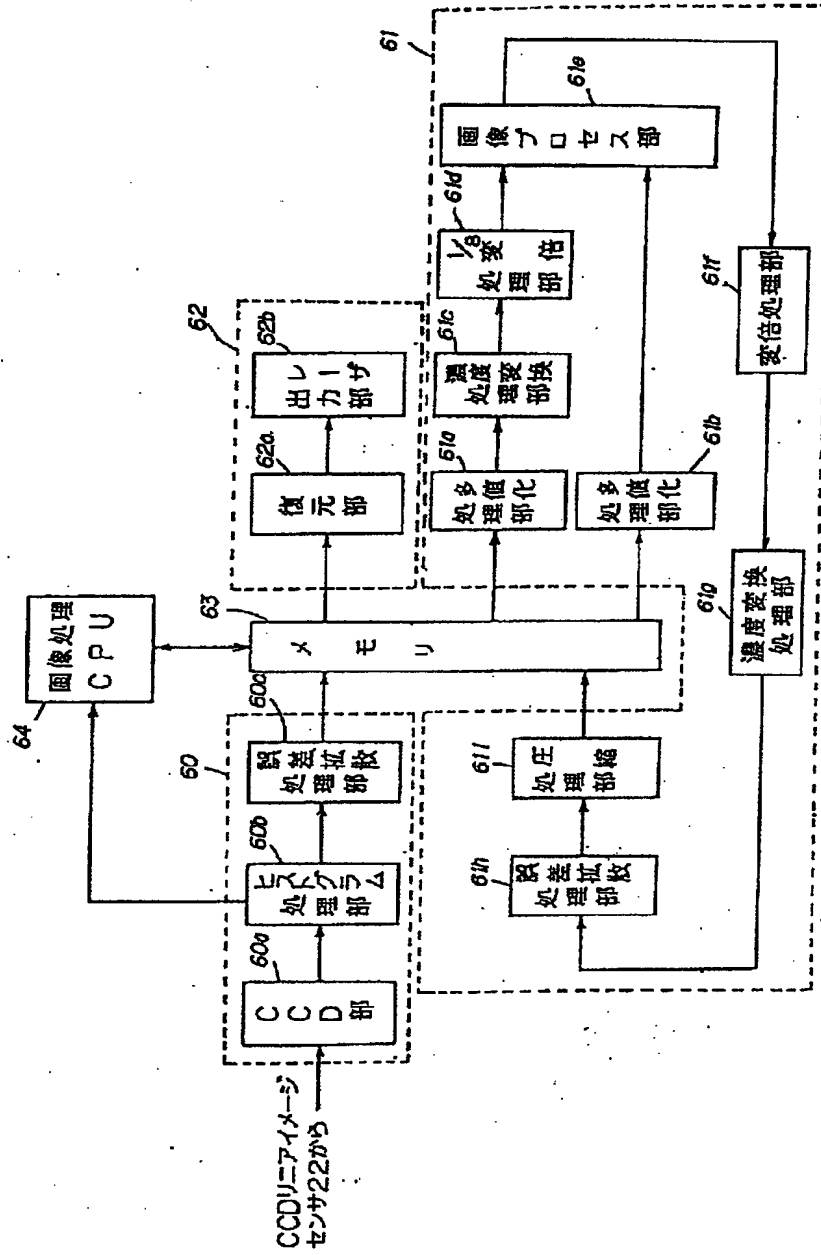 CCDリニアイメージ
センサ22から
60
60a
CCD部
60b
ヒストグラム
処理部
60a
誤差拡散
処理部
64
画像処理
CPU
63
メモリ
62
62a
復元部
62b
レーザ
出力部
61
61a
多値化
処理部
61c
濃度変換
処理部
61d
1/8変倍
処理部
61e
画像プロセス部
61b
多値化
処理部
61f
変倍処理部
61g
濃度変換
処理部
61h
誤差拡散
処理部
61l
圧縮
処理部